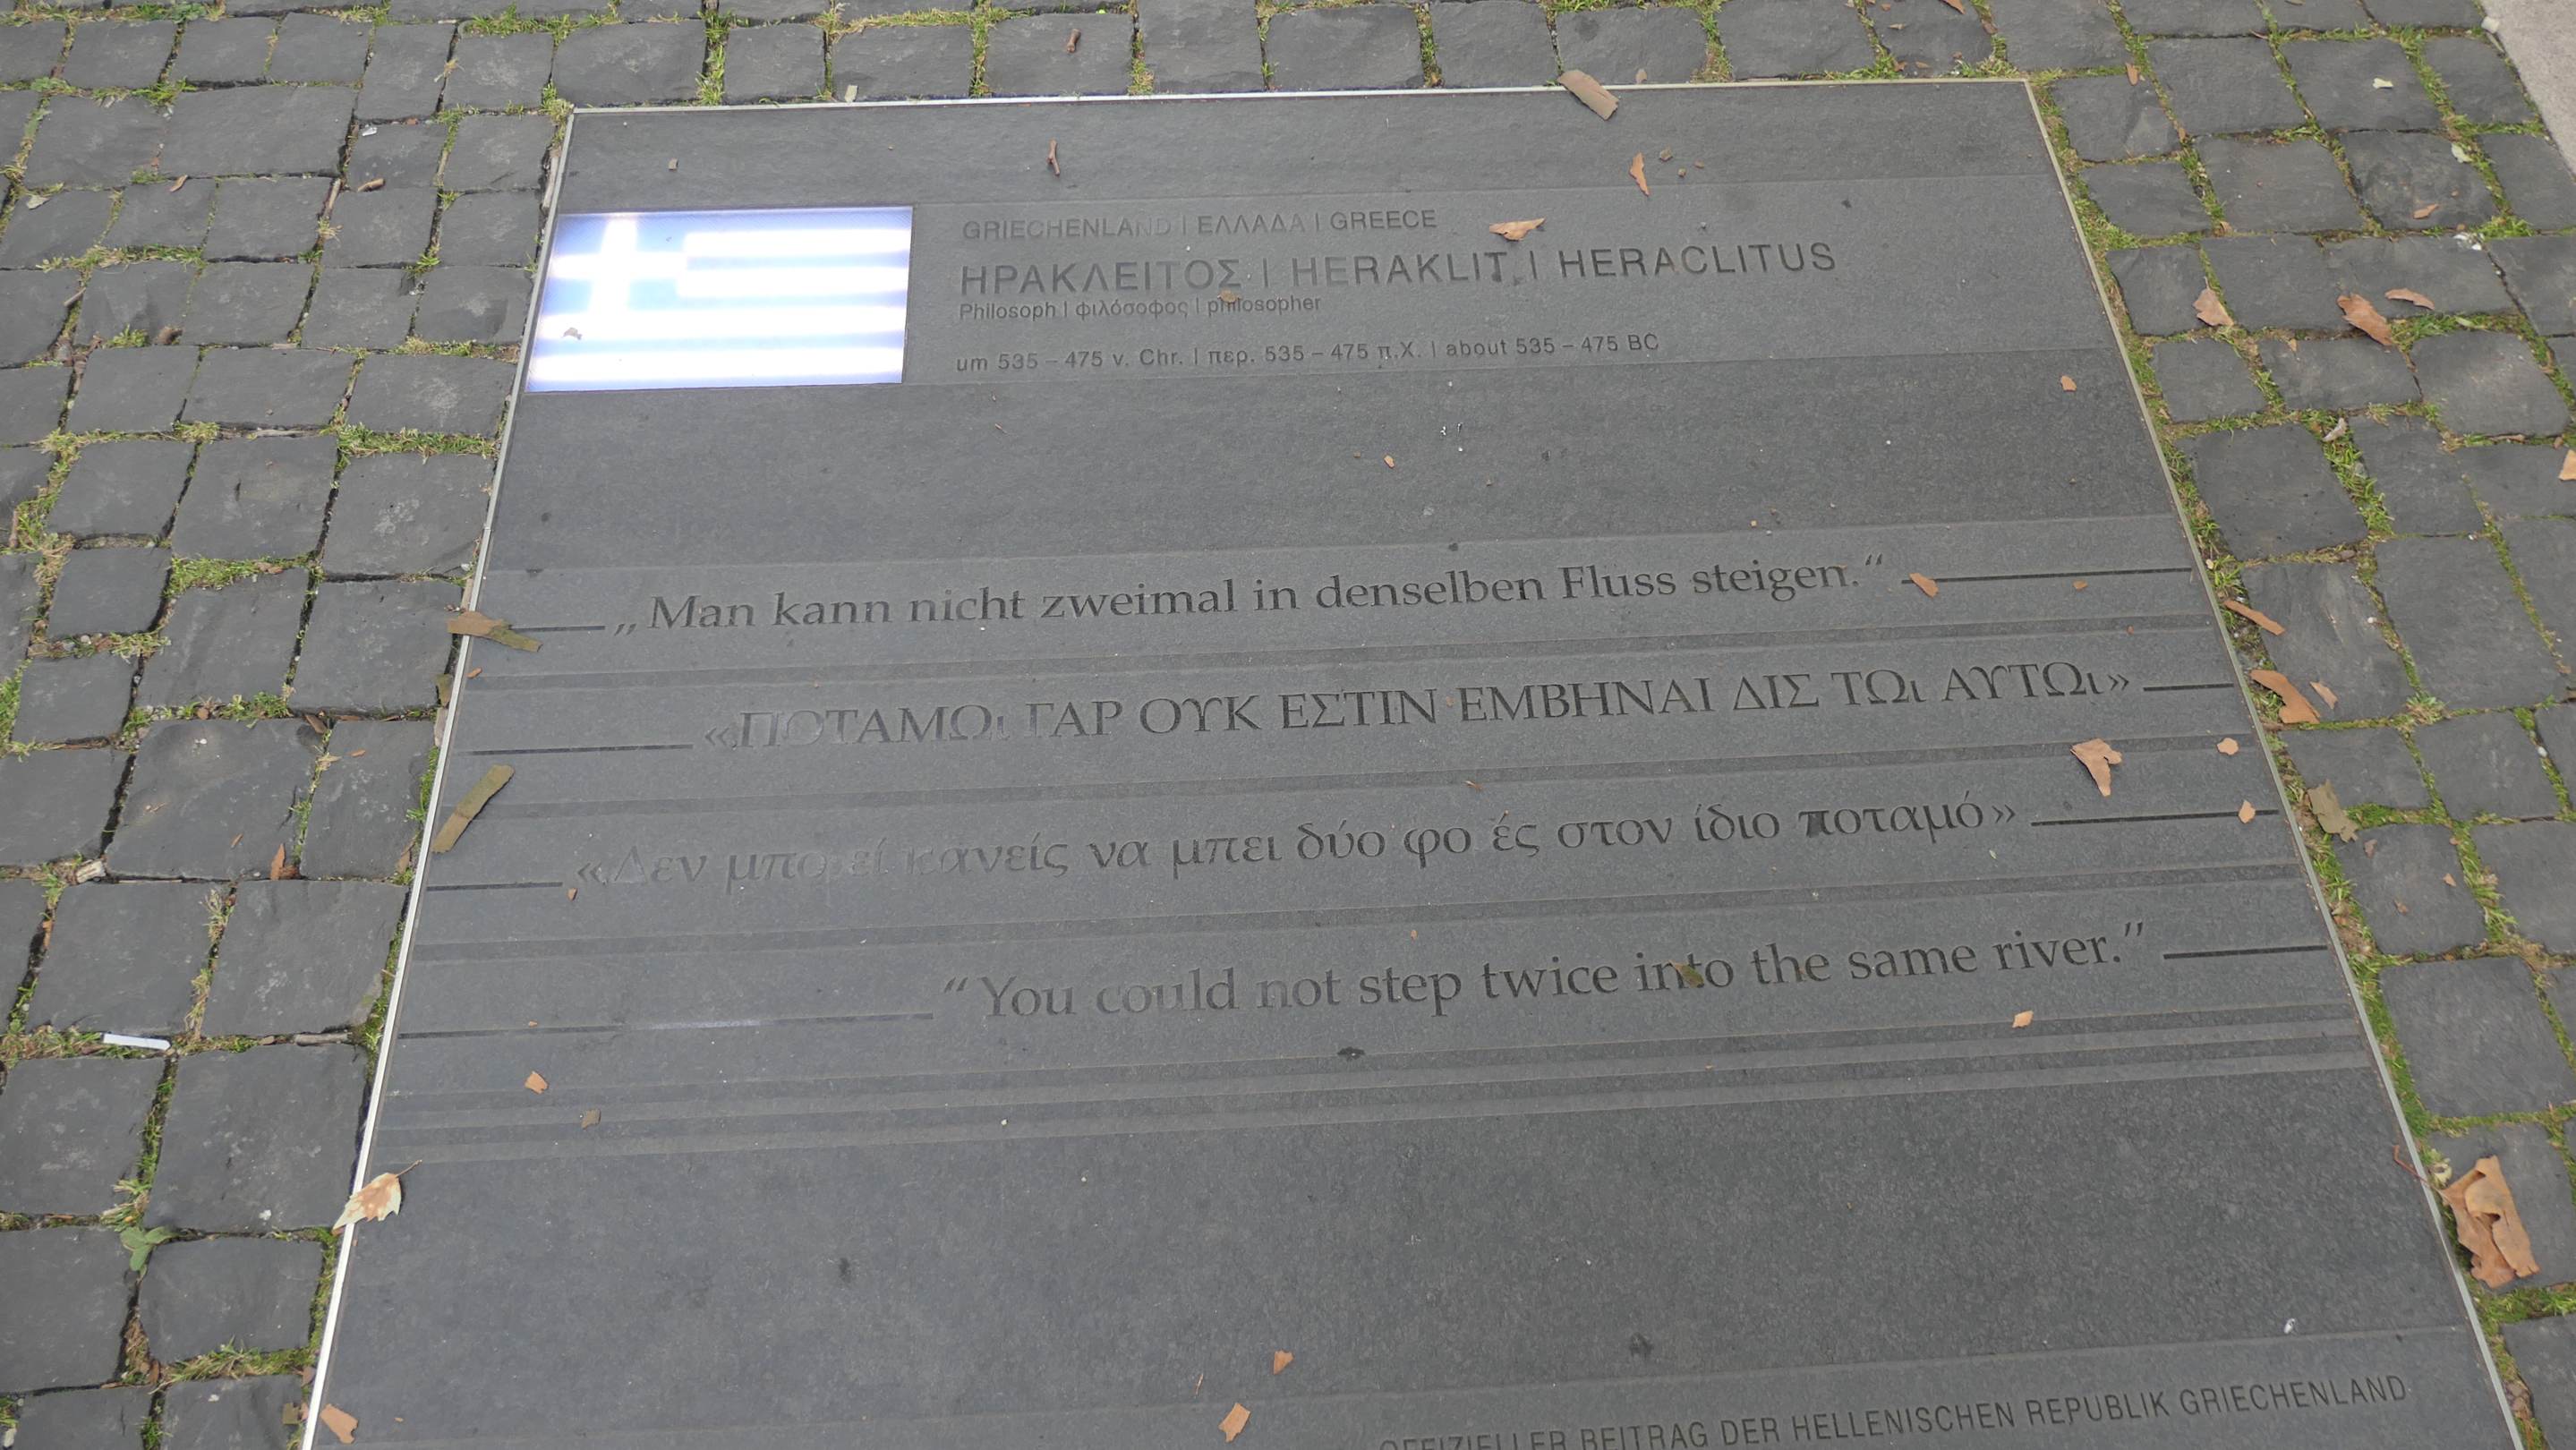 GRIECHENLAND | ΕΛΛΑΔΑ | GREECE
ΗΡΑΚΛΕΙΤΟΣ | HERAKLIT | HERACLITUS
Philosoph | φιλόσοφος | philosopher
um 535 – 475 v. Chr. | περ. 535 – 475 π.Χ. | about 535 – 475 BC
„Man kann nicht zweimal in denselben Fluss steigen.“
«ΠΟΤΑΜΩι ΓΑΡ ΟΥΚ ΕΣΤΙΝ ΕΜΒΗΝΑΙ ΔΙΣ ΤΩι ΑΥΤΩι»
«Δεν μπορεί κανείς να μπει δύο φο ές στον ίδιο ποταμό»
“You could not step twice into the same river.”
OFFIZIELLER BEITRAG DER HELLENISCHEN REPUBLIK GRIECHENLAND